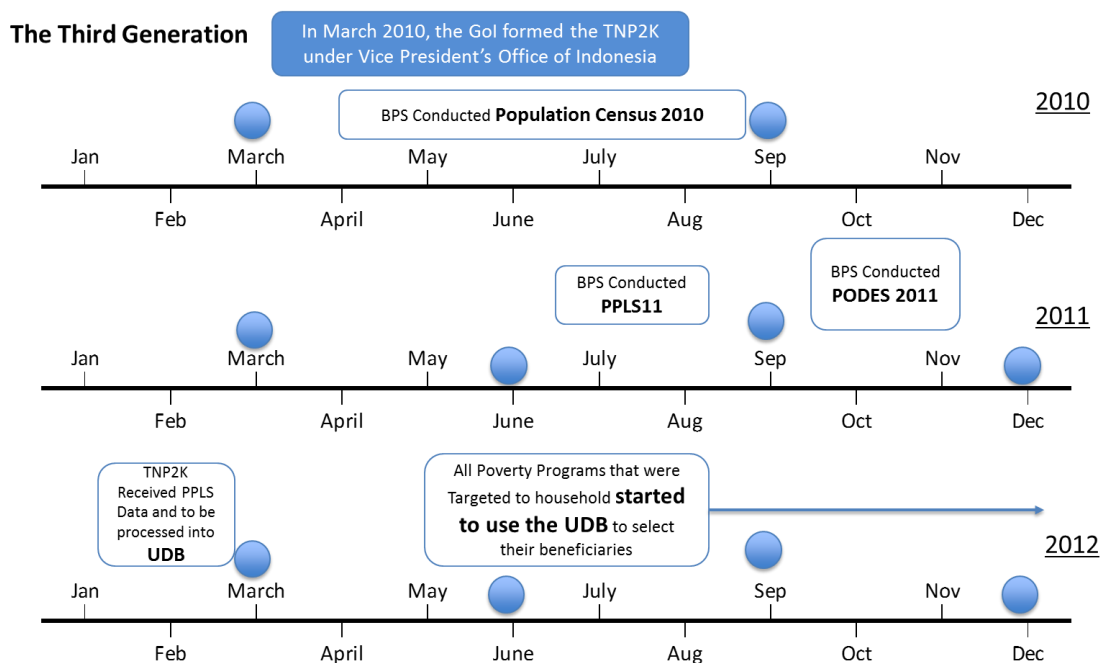 The Third Generation
In March 2010, the GoI formed the TNP2K
under Vice President’s Office of Indonesia
2010
BPS Conducted Population Census 2010
Jan March May July Sep Nov
Feb April June Aug Oct Dec
BPS Conducted
PPLS11
BPS Conducted
PODES 2011
2011
Jan March May July Sep Nov
Feb April June Aug Oct Dec
TNP2K
Received PPLS
Data and to be
processed into
UDB
All Poverty Programs that were
Targeted to household started
to use the UDB to select
their beneficiaries
2012
Jan March May July Sep Nov
Feb April June Aug Oct Dec